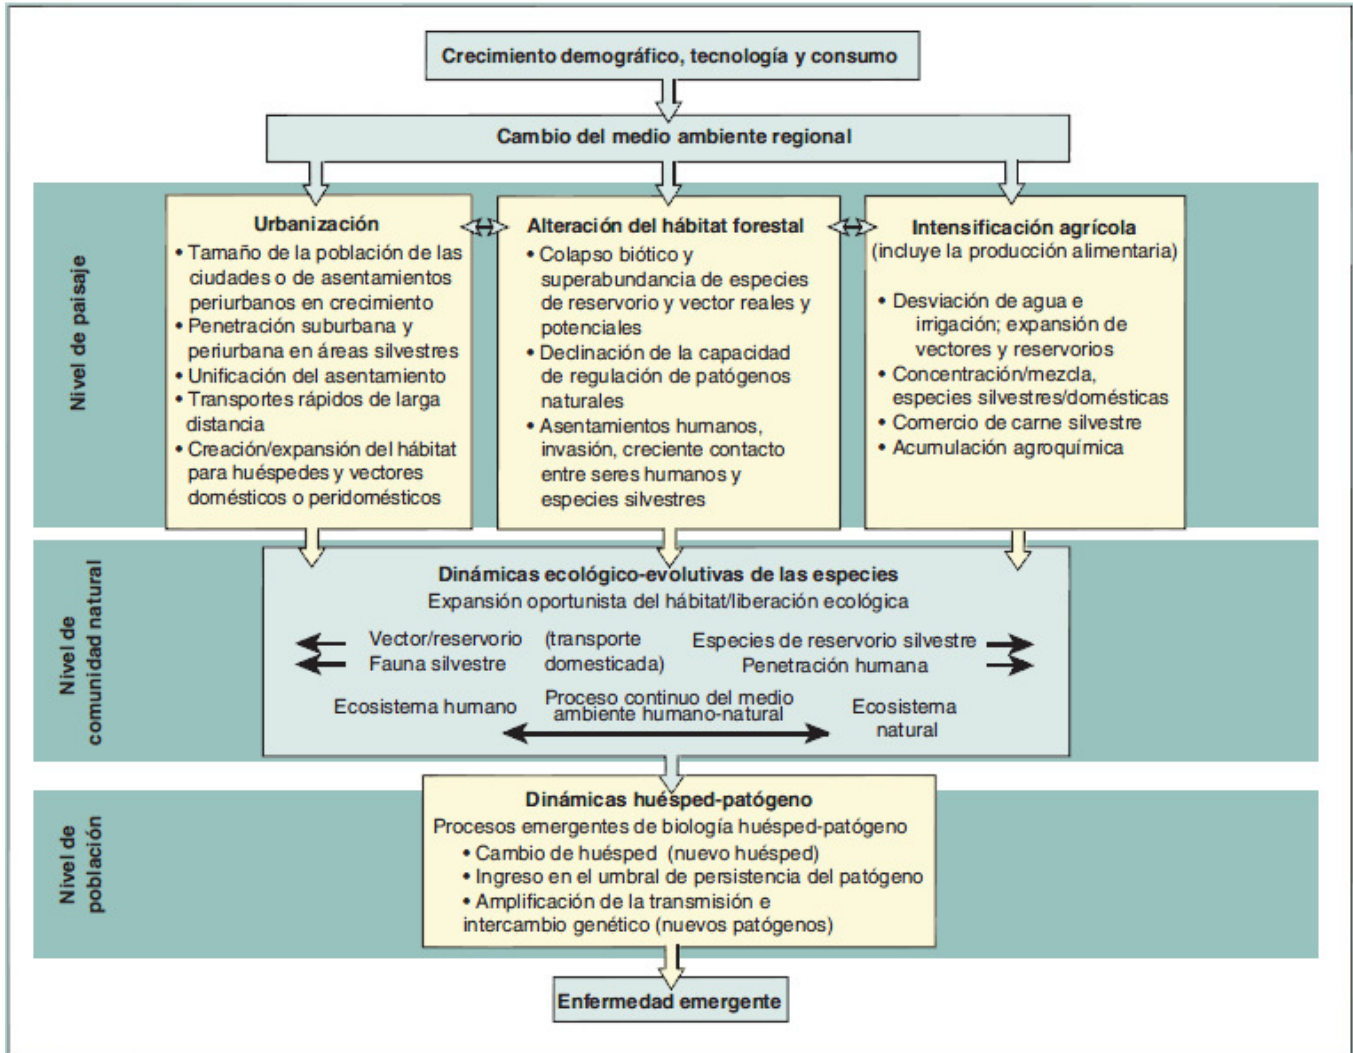 Crecimiento demográfico, tecnología y consumo
Cambio del medio ambiente regional
Nivel de paisaje
Urbanización
• Tamaño de la población de las
ciudades o de asentamientos
periurbanos en crecimiento
• Penetración suburbana y
periurbana en áreas silvestres
• Unificación del asentamiento
• Transportes rápidos de larga
distancia
• Creación/expansión del hábitat
para huéspedes y vectores
domésticos o peridomésticos
Alteración del hábitat forestal
• Colapso biótico y
superabundancia de especies
de reservorio y vector reales y
potenciales
• Declinación de la capacidad
de regulación de patógenos
naturales
• Asentamientos humanos,
invasión, creciente contacto
entre seres humanos y
especies silvestres
Intensificación agrícola
(incluye la producción alimentaria)
• Desviación de agua e
irrigación; expansión de
vectores y reservorios
• Concentración/mezcla,
especies silvestres/domésticas
• Comercio de carne silvestre
• Acumulación agroquímica
Nivel de
comunidad natural
Dinámicas ecológico-evolutivas de las especies
Expansión oportunista del hábitat/liberación ecológica
Vector/reservorio (transporte Especies de reservorio silvestre
Fauna silvestre domesticada) Penetración humana
Ecosistema humano
Proceso continuo del medio
ambiente humano-natural
Ecosistema
natural
Nivel de
población
Dinámicas huésped-patógeno
Procesos emergentes de biología huésped-patógeno
• Cambio de huésped (nuevo huésped)
• Ingreso en el umbral de persistencia del patógeno
• Amplificación de la transmisión e
intercambio genético (nuevos patógenos)
Enfermedad emergente